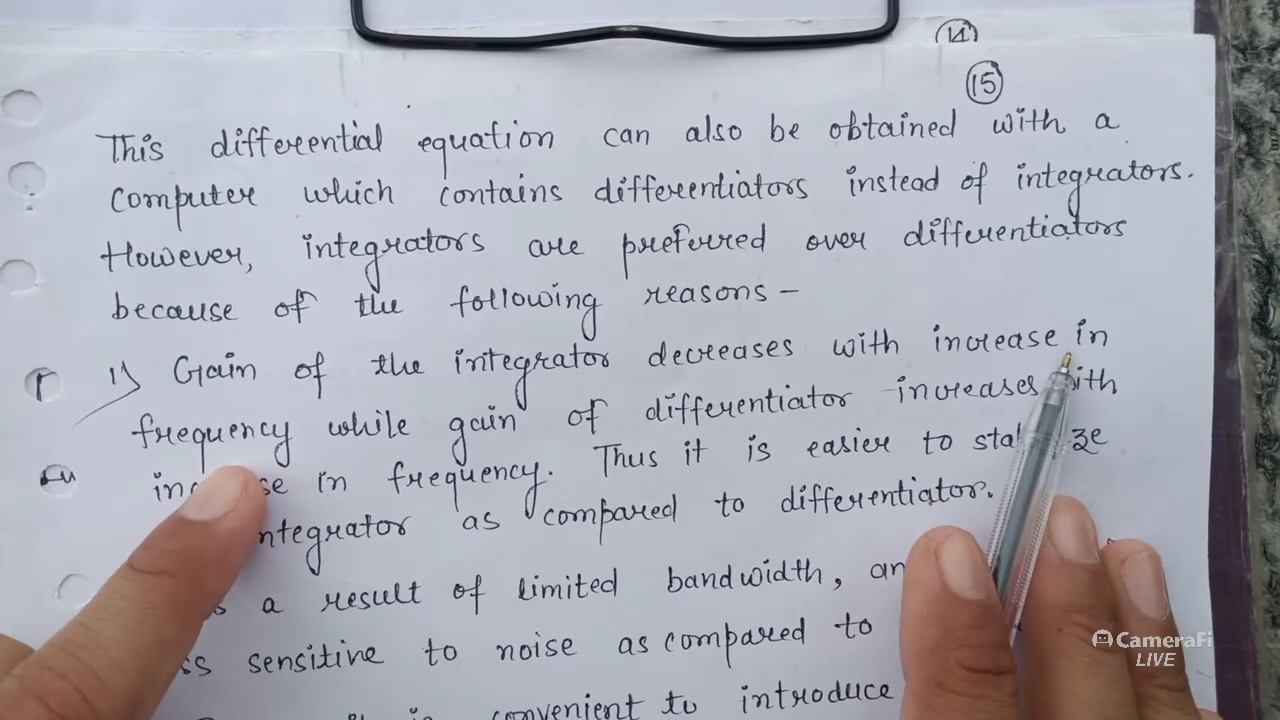 14
15
This differential equation can also be obtained with a
computer which contains differentiators instead of integrators.
However, integrators are preferred over differentiators
because of the following reasons -
1) Gain of the integrator decreases with increase in
frequency while gain of differentiator increases with
in frequency. Thus it is easier to
integrator as compared to differentiator.
a result of limited bandwidth,
sensitive to noise as compared to
convenient to introduce
CameraFi
LIVE